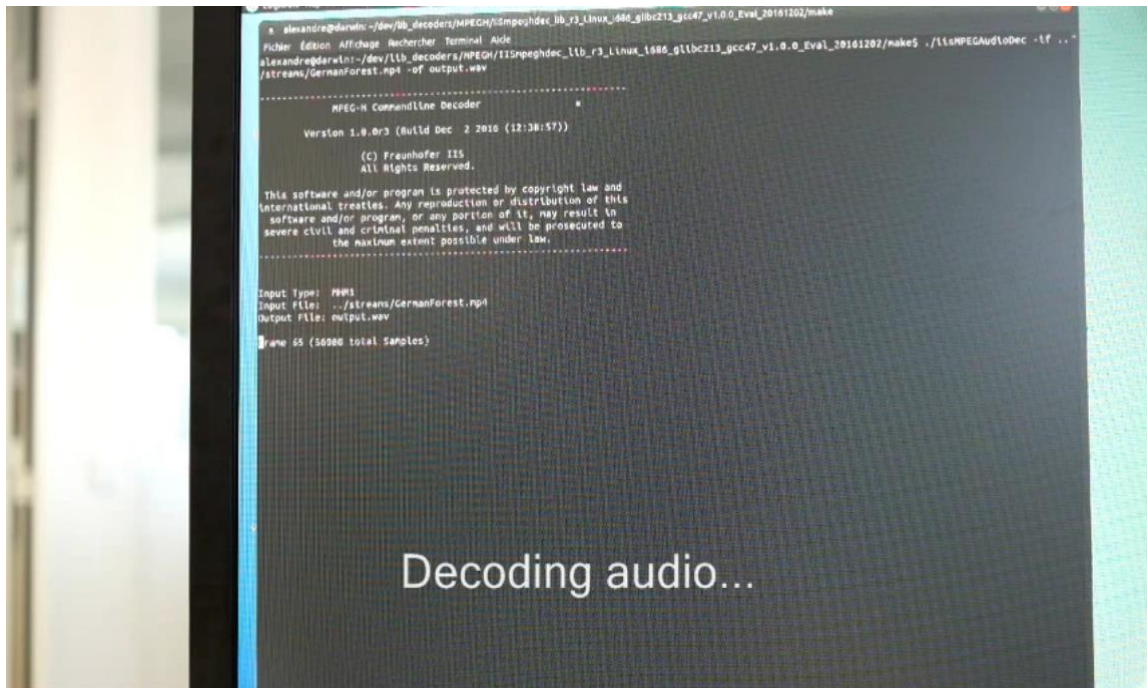 alexandre@darwin: ~/dev/lib_decoders/MPEGH/IISmpeghdec_lib_r3_Linux_i686_glibc213_gcc47_v1.0.0_Eval_20161202/make
Fichier Édition Affichage Rechercher Terminal Aide
alexandre@darwin:~/dev/lib_decoders/MPEGH/IISmpeghdec_lib_r3_Linux_i686_glibc213_gcc47_v1.0.0_Eval_20161202/make$ ./iisMPEGAudioDec -if ..
/streams/GermanForest.mp4 -of output.wav
MPEG-H Commandline Decoder
Version 1.0.0r3 (Build Dec 2 2016 (12:38:57))
(C) Fraunhofer IIS
All Rights Reserved.
This software and/or program is protected by copyright law and
international treaties. Any reproduction or distribution of this
software and/or program, or any portion of it, may result in
severe civil and criminal penalties, and will be prosecuted to
the maximum extent possible under law.
Input Type: MHM1
Input File: ../streams/GermanForest.mp4
Output File: output.wav
Frame 65 (total Samples)
Decoding audio...